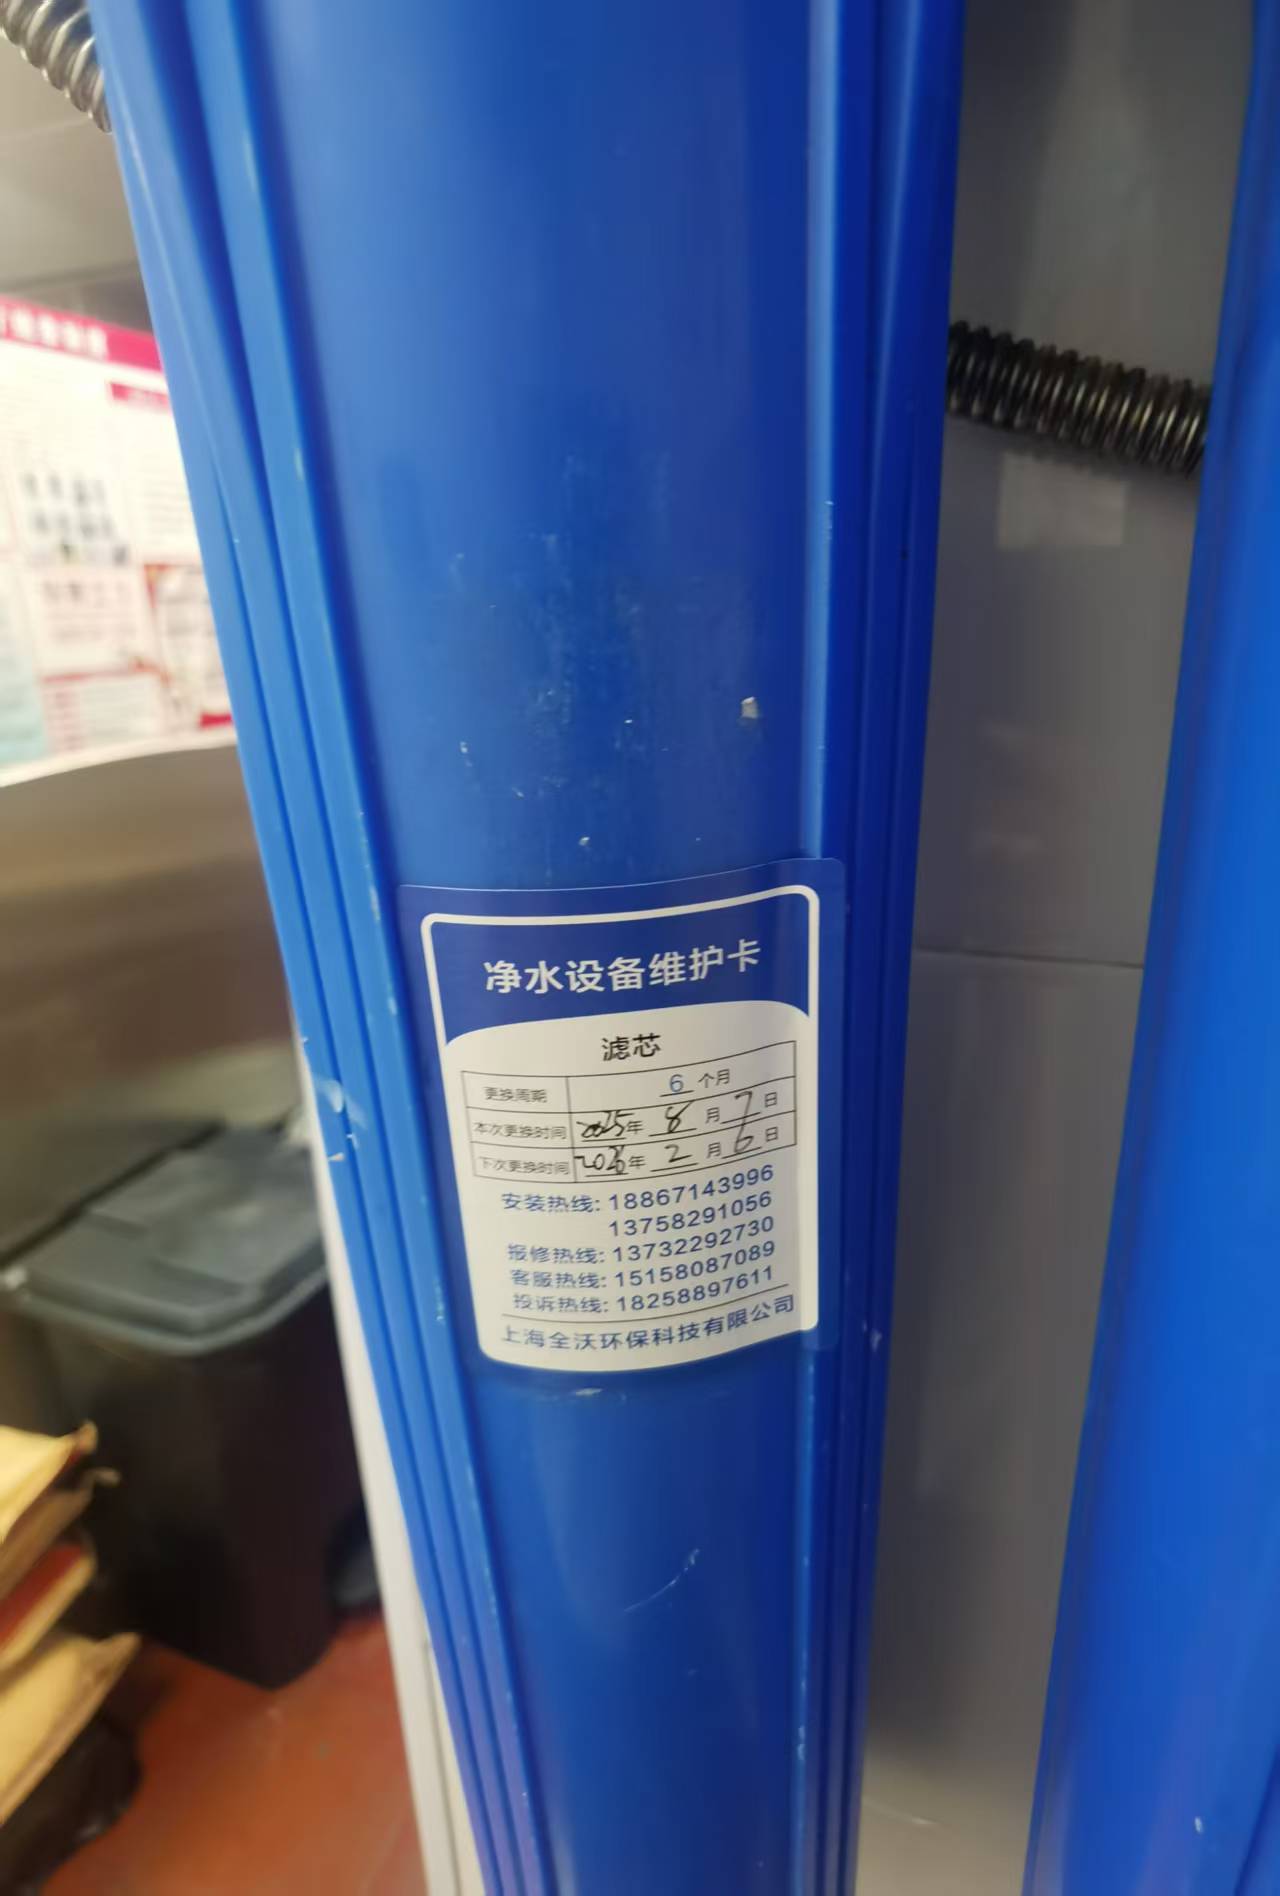 净水设备维护卡
滤芯
更换周期 6 个月
本次更换时间 2025年 8 月 7 日
下次更换时间 2026年 2 月 6 日
安装热线: 18867143996
13758291056
报修热线: 13732292730
客服热线: 15158087089
投诉热线: 18258897611
上海全沃环保科技有限公司